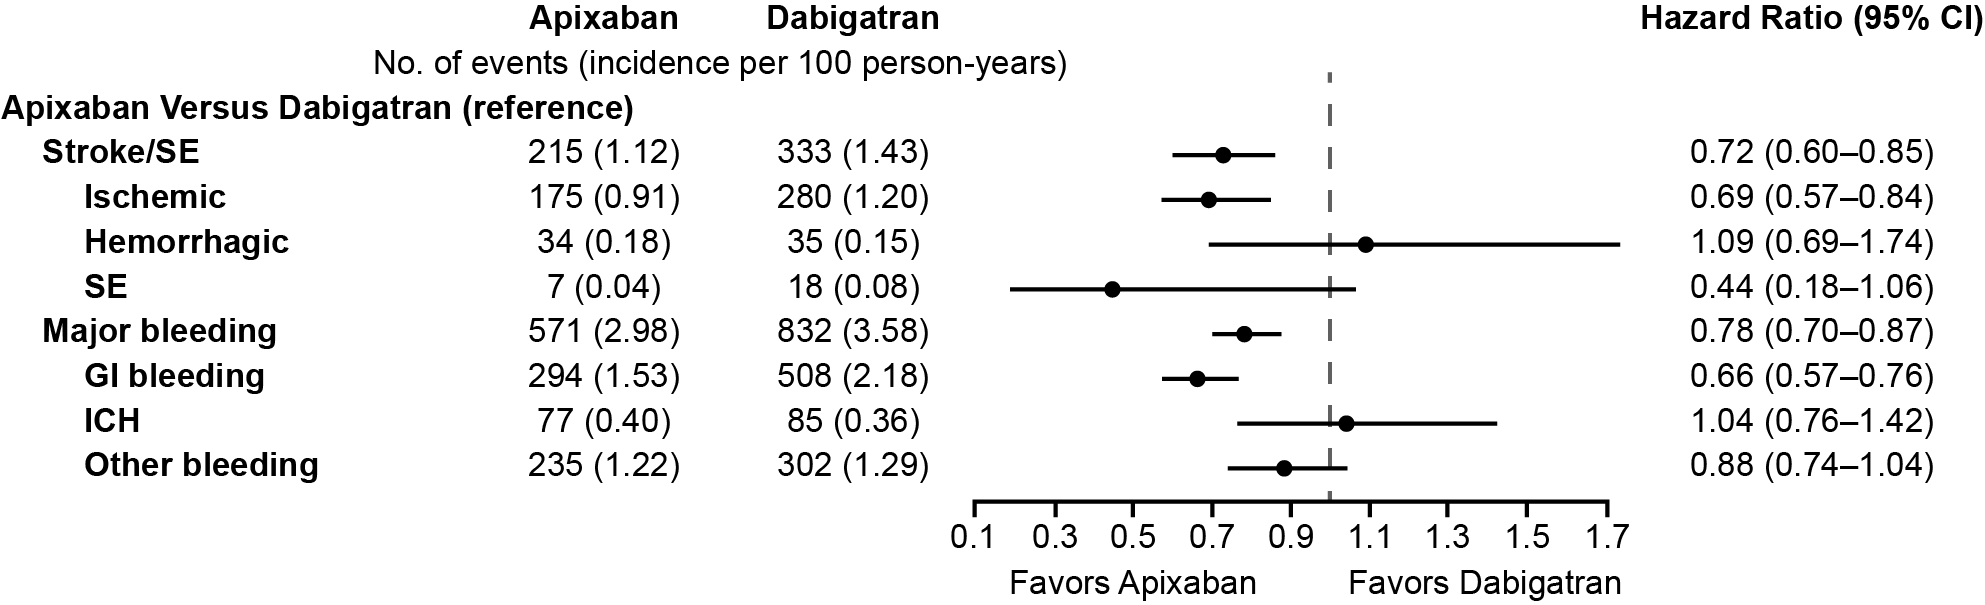 Apixaban Dabigatran Hazard Ratio (95% CI)
No. of events (incidence per 100 person-years)
Apixaban Versus Dabigatran (reference)
Stroke/SE 215 (1.12) 333 (1.43) 0.72 (0.60–0.85)
Ischemic 175 (0.91) 280 (1.20) 0.69 (0.57–0.84)
Hemorrhagic 34 (0.18) 35 (0.15) 1.09 (0.69–1.74)
SE 7 (0.04) 18 (0.08) 0.44 (0.18–1.06)
Major bleeding 571 (2.98) 832 (3.58) 0.78 (0.70–0.87)
GI bleeding 294 (1.53) 508 (2.18) 0.66 (0.57–0.76)
ICH 77 (0.40) 85 (0.36) 1.04 (0.76–1.42)
Other bleeding 235 (1.22) 302 (1.29) 0.88 (0.74–1.04)
0.1 0.3 0.5 0.7 0.9 1.1 1.3 1.5 1.7
Favors Apixaban Favors Dabigatran